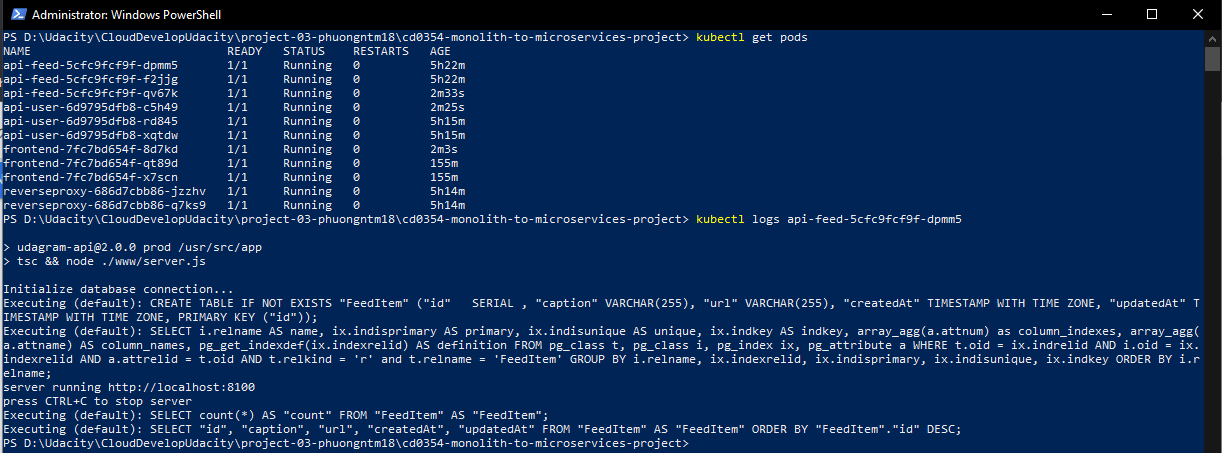 Administrator: Windows PowerShell
PS D:\Udacity\CloudDevelopUdacity\project-03-phuongntm18\cd0354-monolith-to-microservices-project> kubectl get pods
NAME                           READY   STATUS    RESTARTS   AGE
api-feed-5cfc9fcf9f-dpmm5      1/1     Running   0          5h22m
api-feed-5cfc9fcf9f-f2jjg      1/1     Running   0          5h22m
api-feed-5cfc9fcf9f-qv67k      1/1     Running   0          2m33s
api-user-6d9795dfb8-c5h49      1/1     Running   0          2m25s
api-user-6d9795dfb8-rd845      1/1     Running   0          5h15m
api-user-6d9795dfb8-xqtdw      1/1     Running   0          5h15m
frontend-7fc7bd654f-8d7kd      1/1     Running   0          2m3s
frontend-7fc7bd654f-qt89d      1/1     Running   0          155m
frontend-7fc7bd654f-x7scn      1/1     Running   0          155m
reverseproxy-686d7cbb86-jzzhv   1/1     Running   0          5h14m
reverseproxy-686d7cbb86-q7ks9   1/1     Running   0          5h14m
PS D:\Udacity\CloudDevelopUdacity\project-03-phuongntm18\cd0354-monolith-to-microservices-project> kubectl logs api-feed-5cfc9fcf9f-dpmm5
> udagram-api@2.0.0 prod /usr/src/app
> tsc && node ./www/server.js
Initialize database connection...
Executing (default): CREATE TABLE IF NOT EXISTS "FeedItem" ("id"   SERIAL , "caption" VARCHAR(255), "url" VARCHAR(255), "createdAt" TIMESTAMP WITH TIME ZONE, "updatedAt" T
IMESTAMP WITH TIME ZONE, PRIMARY KEY ("id"));
Executing (default): SELECT i.relname AS name, ix.indisprimary AS primary, ix.indisunique AS unique, ix.indkey AS indkey, array_agg(a.attnum) as column_indexes, array_agg(
a.attname) AS column_names, pg_get_indexdef(ix.indexrelid) AS definition FROM pg_class t, pg_class i, pg_index ix, pg_attribute a WHERE t.oid = ix.indrelid AND i.oid = ix.
indexrelid AND a.attrelid = t.oid AND t.relkind = 'r' and t.relname = 'FeedItem' GROUP BY i.relname, ix.indexrelid, ix.indisprimary, ix.indisunique, ix.indkey ORDER BY i.r
elname;
server running http://localhost:8100
press CTRL+C to stop server
Executing (default): SELECT count(*) AS "count" FROM "FeedItem" AS "FeedItem";
Executing (default): SELECT "id", "caption", "url", "createdAt", "updatedAt" FROM "FeedItem" AS "FeedItem" ORDER BY "FeedItem"."id" DESC;
PS D:\Udacity\CloudDevelopUdacity\project-03-phuongntm18\cd0354-monolith-to-microservices-project>